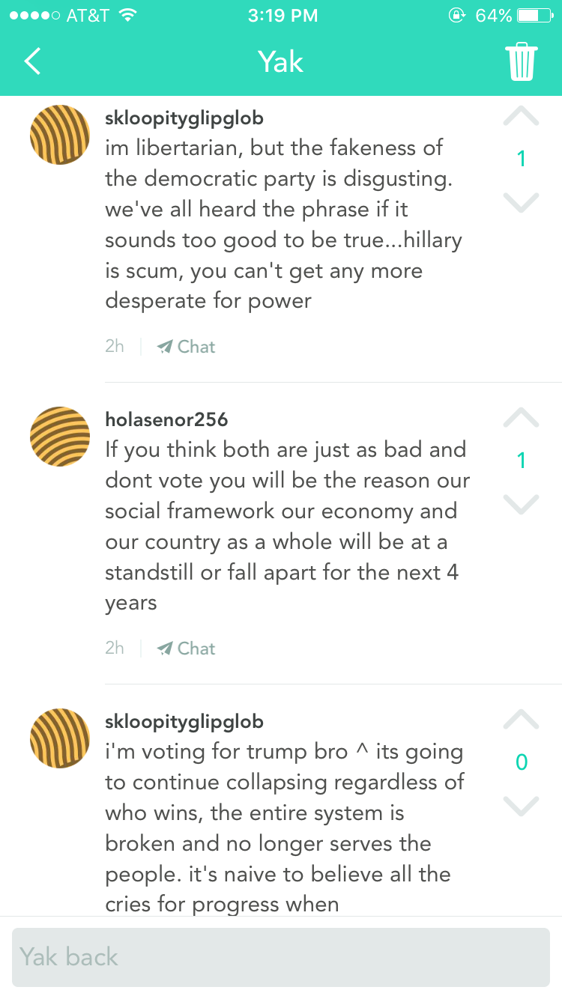 AT&T 3:19 PM 64%
Yak
skloopityglipglob
im libertarian, but the fakeness of
the democratic party is disgusting.
we've all heard the phrase if it
sounds too good to be true...hillary
is scum, you can't get any more
desperate for power
1
2h Chat
holasenor256
If you think both are just as bad and
dont vote you will be the reason our
social framework our economy and
our country as a whole will be at a
standstill or fall apart for the next 4
years
1
2h Chat
skloopityglipglob
i'm voting for trump bro ^ its going
to continue collapsing regardless of
who wins, the entire system is
broken and no longer serves the
people. it's naive to believe all the
cries for progress when
0
Yak back